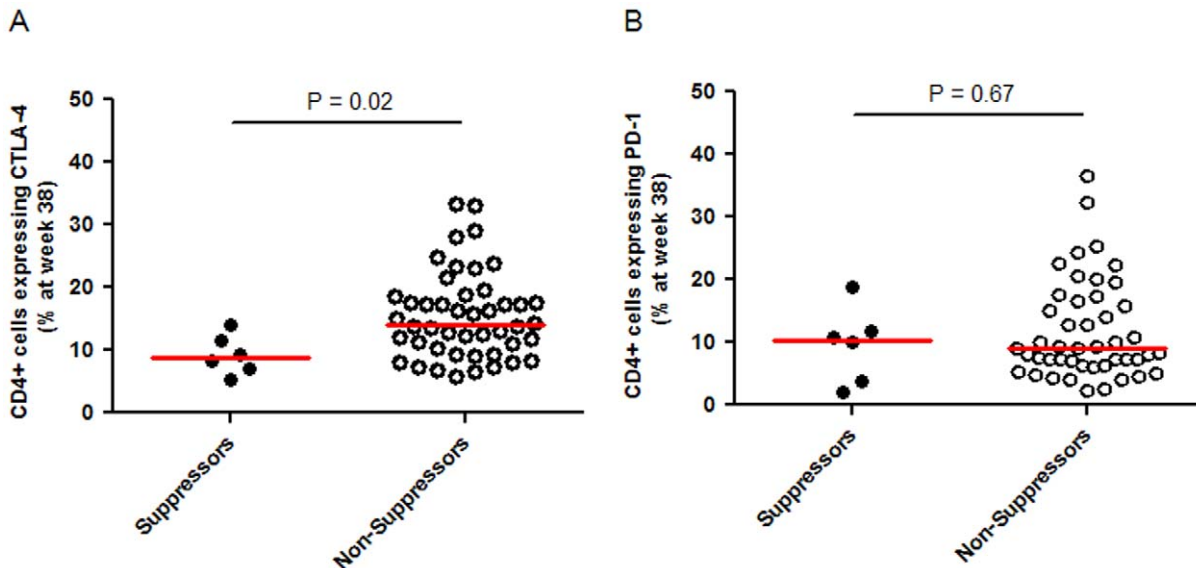 A
CD4+ cells expressing CTLA-4
(% at week 38)
50
40
30
20
10
0
P = 0.02
Suppressors
Non-Suppressors
B
CD4+ cells expressing PD-1
(% at week 38)
50
40
30
20
10
0
P = 0.67
Suppressors
Non-Suppressors